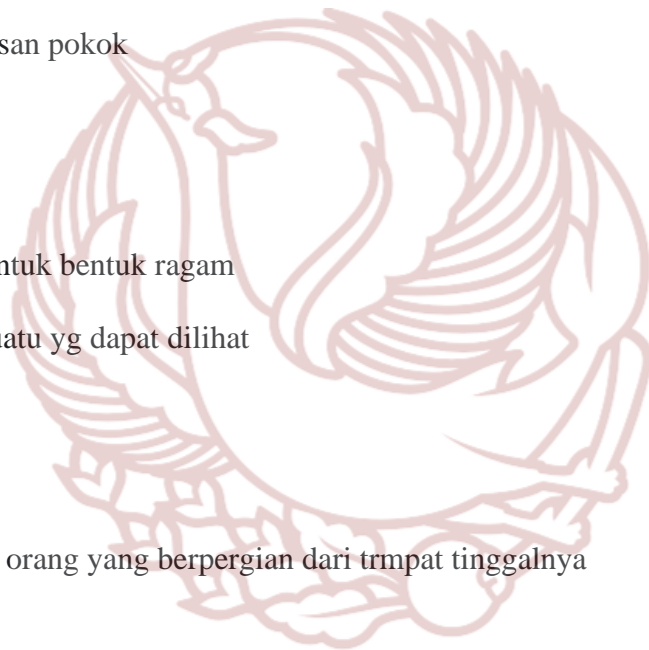 san pokok
ntuk bentuk ragam
uatu yg dapat dilihat
orang yang berpergian dari trmpat tinggalnya